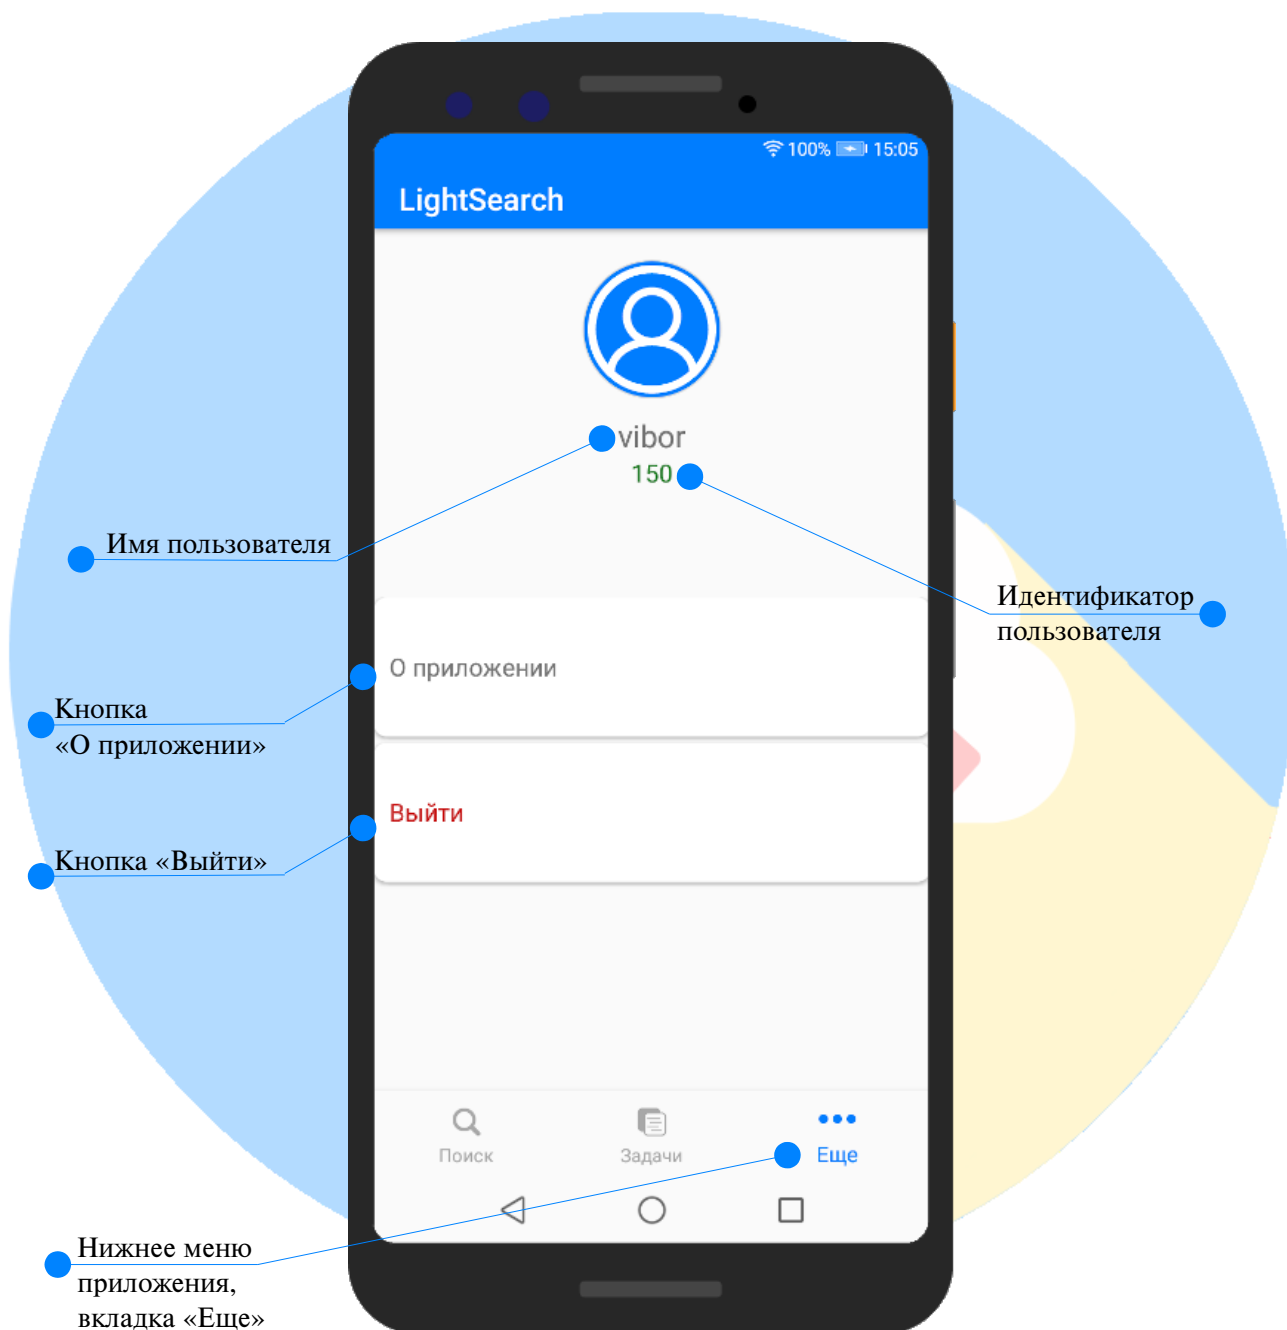 100% 15:05
LightSearch
vibor
150
Имя пользователя
Идентификатор
пользователя
О приложении
Кнопка
«О приложении»
Выйти
Кнопка «Выйти»
Поиск
Задачи
Еще
Нижнее меню
приложения,
вкладка «Еще»